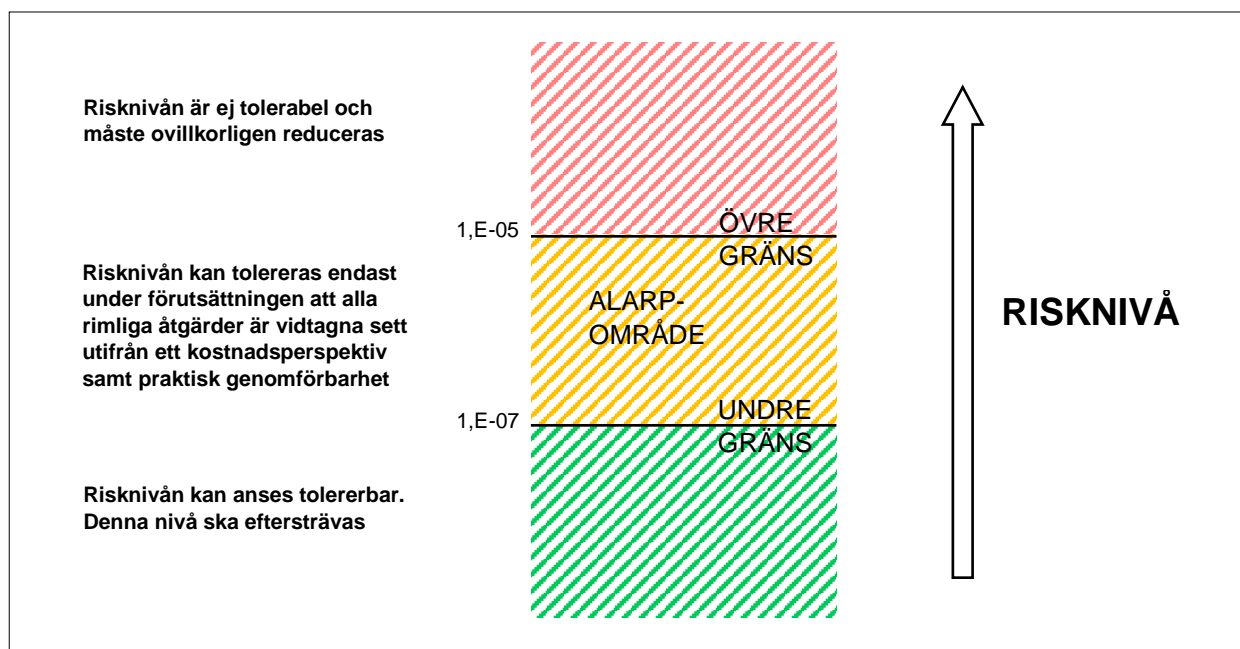 Risknivån är ej tolerabel och
måste ovillkorligen reduceras
1,E-05
ÖVRE
GRÄNS
Risknivån kan tolereras endast
under förutsättningen att alla
rimliga åtgärder är vidtagna sett
utifrån ett kostnadsperspektiv
samt praktisk genomförbarhet
ALARP-
OMRÅDE
RISKNIVÅ
1,E-07
UNDRE
GRÄNS
Risknivån kan anses tolererbar.
Denna nivå ska eftersträvas